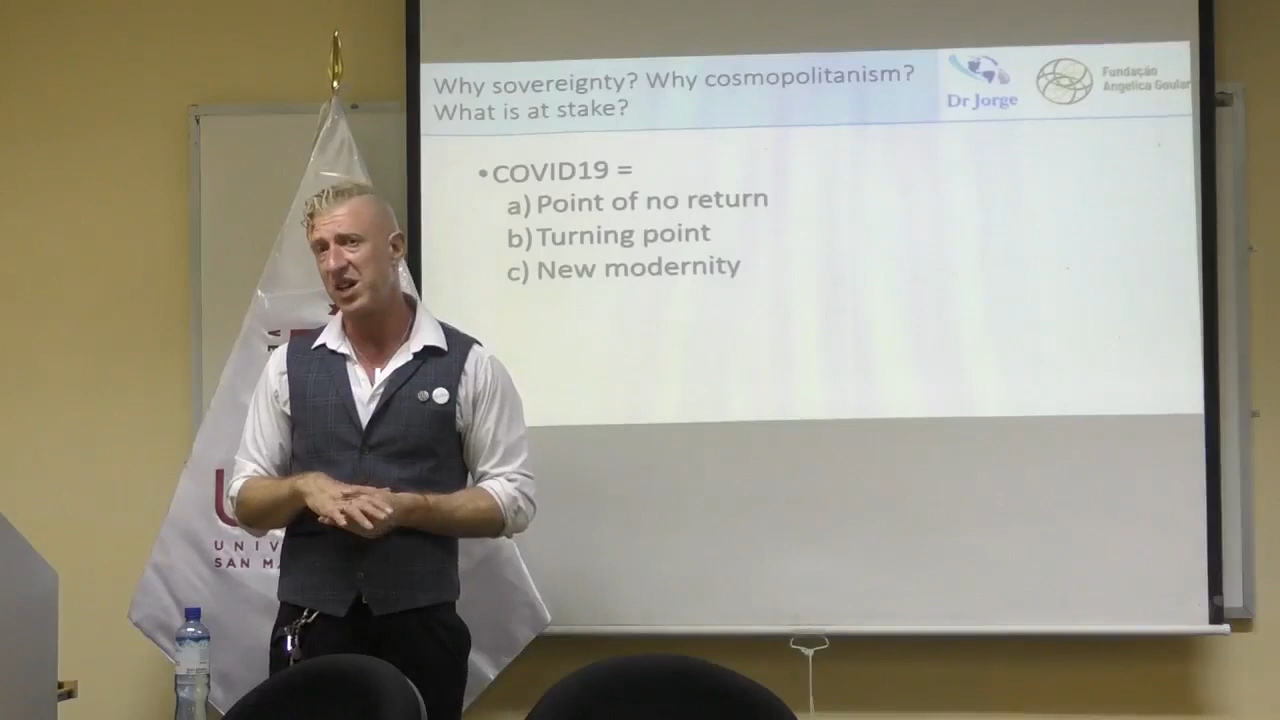 Why sovereignty? Why cosmopolitanism?
What is at stake?
Dr Jorge
Fundação
Angelica Goular
•COVID19 =
a) Point of no return
b) Turning point
c) New modernity
UNIV
SAN MA